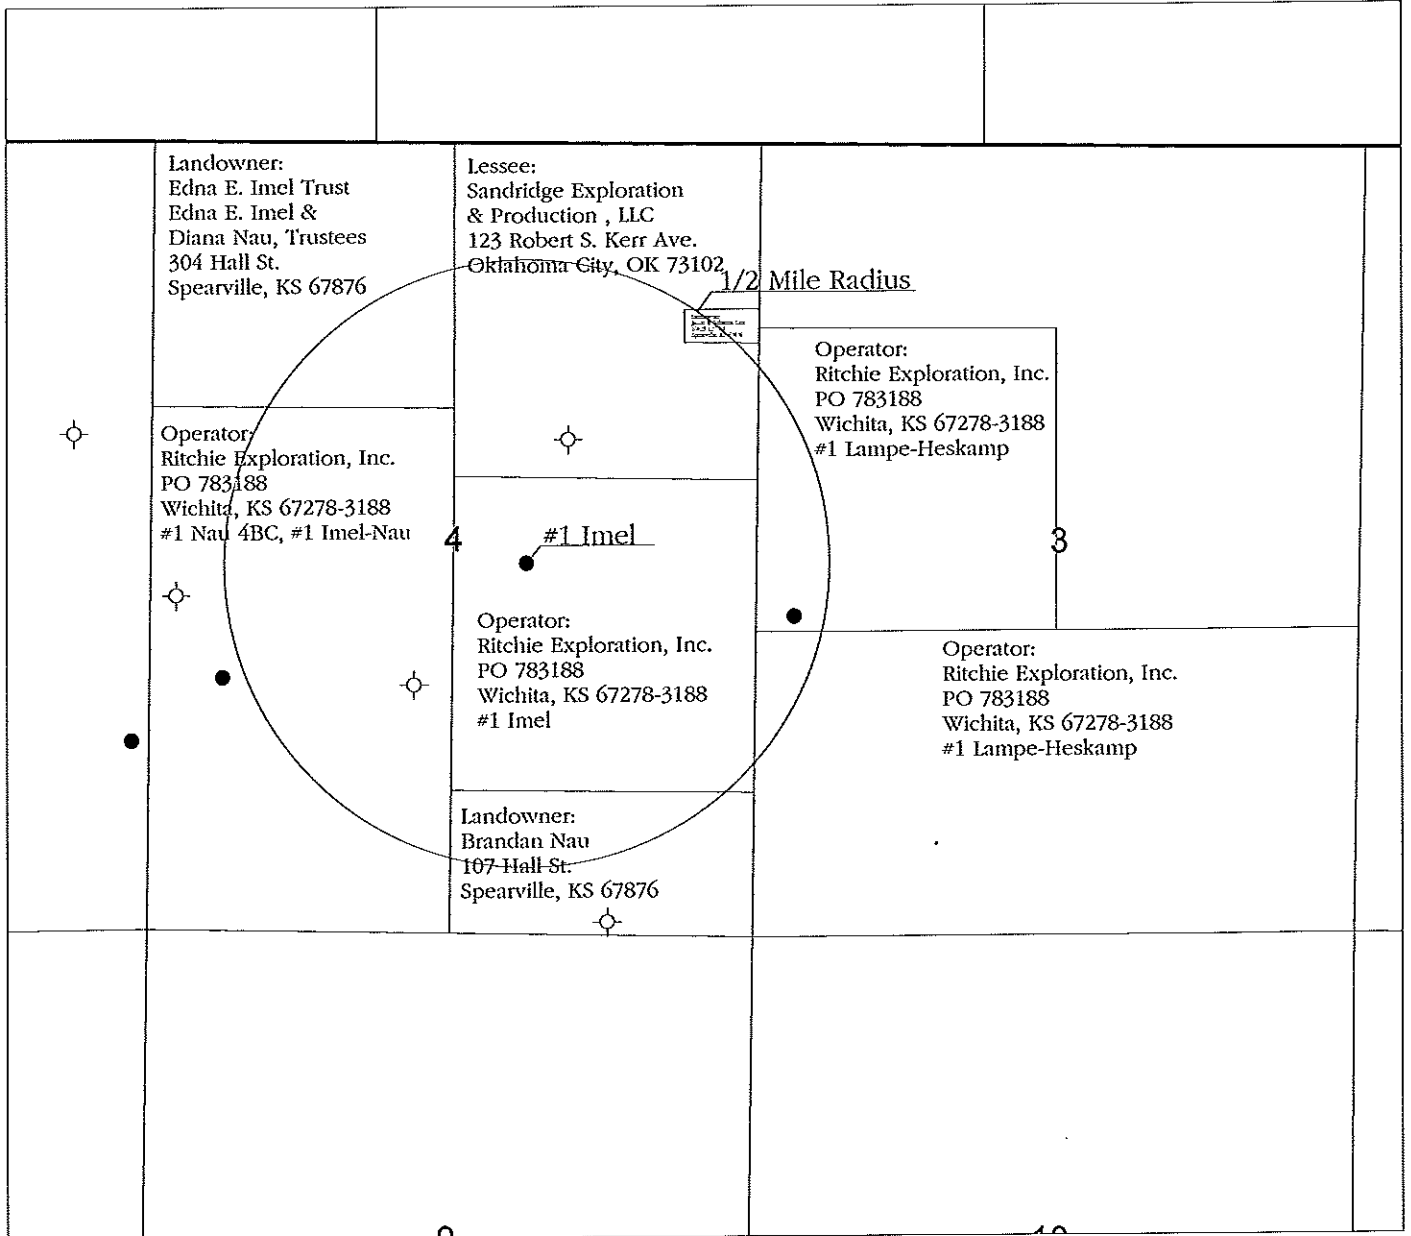 Landowner:
Edna E. Imel Trust
Edna E. Imel &
Diana Nau, Trustees
304 Hall St.
Spearville, KS 67876
Lessee:
Sandridge Exploration
& Production , LLC
123 Robert S. Kerr Ave.
Oklahoma City, OK 73102
1/2 Mile Radius
Operator:
Ritchie Exploration, Inc.
PO 783188
Wichita, KS 67278-3188
#1 Lampe-Heskamp
Operator:
Ritchie Exploration, Inc.
PO 783188
Wichita, KS 67278-3188
#1 Nau 4BC, #1 Imel-Nau
4
#1 Imel
3
Operator:
Ritchie Exploration, Inc.
PO 783188
Wichita, KS 67278-3188
#1 Imel
Operator:
Ritchie Exploration, Inc.
PO 783188
Wichita, KS 67278-3188
#1 Lampe-Heskamp
Landowner:
Brandan Nau
107 Hall St.
Spearville, KS 67876